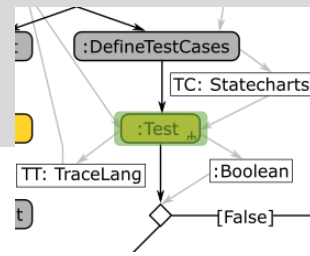 t
:DefineTestCases
TC: Statecharts
:Test
TT: TraceLang
:Boolean
t
[False]